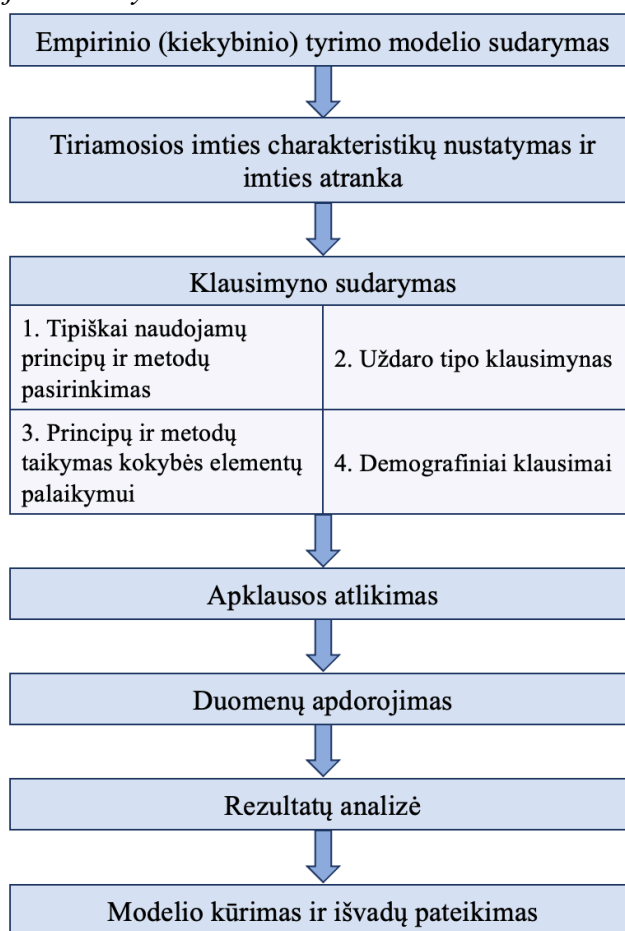 Empirinio (kiekybinio) tyrimo modelio sudarymas
Tiriamosios imties charakteristikų nustatymas ir
imties atranka
Klausimyno sudarymas
1. Tipiškai naudojamų
principų ir metodų
pasirinkimas
2. Uždaro tipo klausimynas
3. Principų ir metodų
taikymas kokybės elementų
palaikymui
4. Demografiniai klausimai
Apklausos atlikimas
Duomenų apdorojimas
Rezultatų analizė
Modelio kūrimas ir išvadų pateikimas